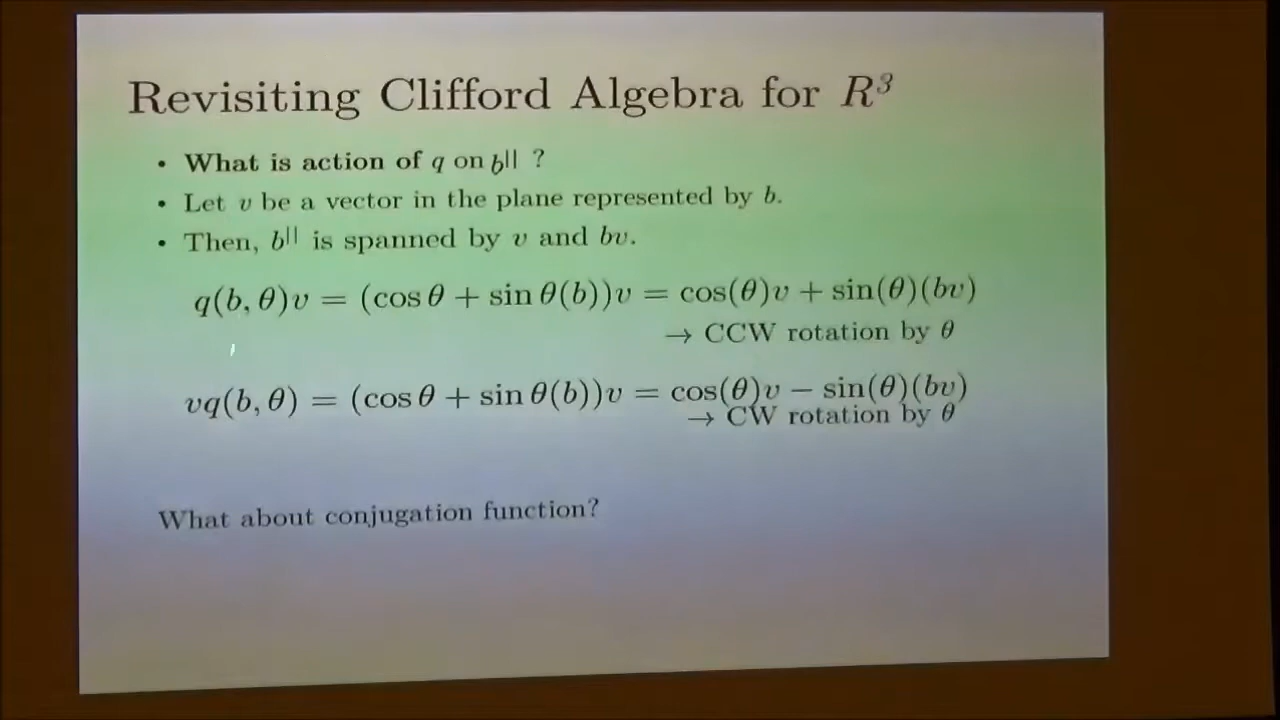 Revisiting Clifford Algebra for R³
• What is action of q on b|| ?
• Let v be a vector in the plane represented by b.
• Then, b|| is spanned by v and bv.
q(b, θ)v = (cos θ + sin θ(b))v = cos(θ)v + sin(θ)(bv)
→ CCW rotation by θ
vq(b, θ) = (cos θ + sin θ(b))v = cos(θ)v − sin(θ)(bv)
→ CW rotation by θ
What about conjugation function?